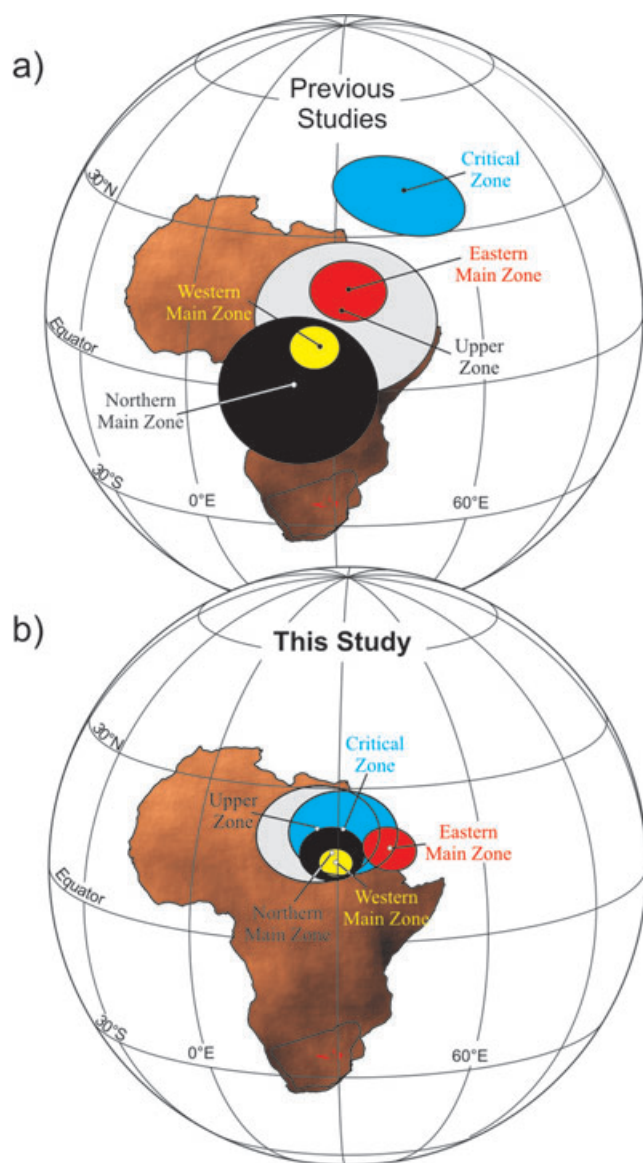 a)
Previous
Studies
Critical
Zone
30°N
Eastern
Main Zone
Western
Main Zone
Equator
Upper
Zone
Northern
Main Zone
30°S
0°E
60°E
b)
This Study
30°N
Critical
Zone
Upper
Zone
Eastern
Main Zone
Equator
Western
Main Zone
Northern
Main Zone
30°S
0°E
60°E